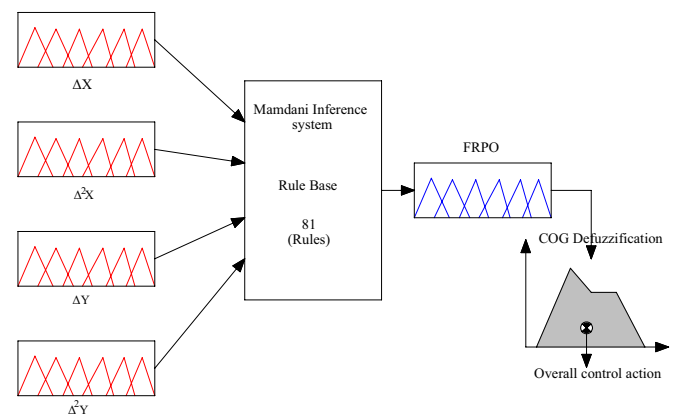 ΔX
Δ²X
ΔY
Δ²Y
Mamdani Inference
system
Rule Base
81
(Rules)
FRPO
COG Defuzzification
Overall control action